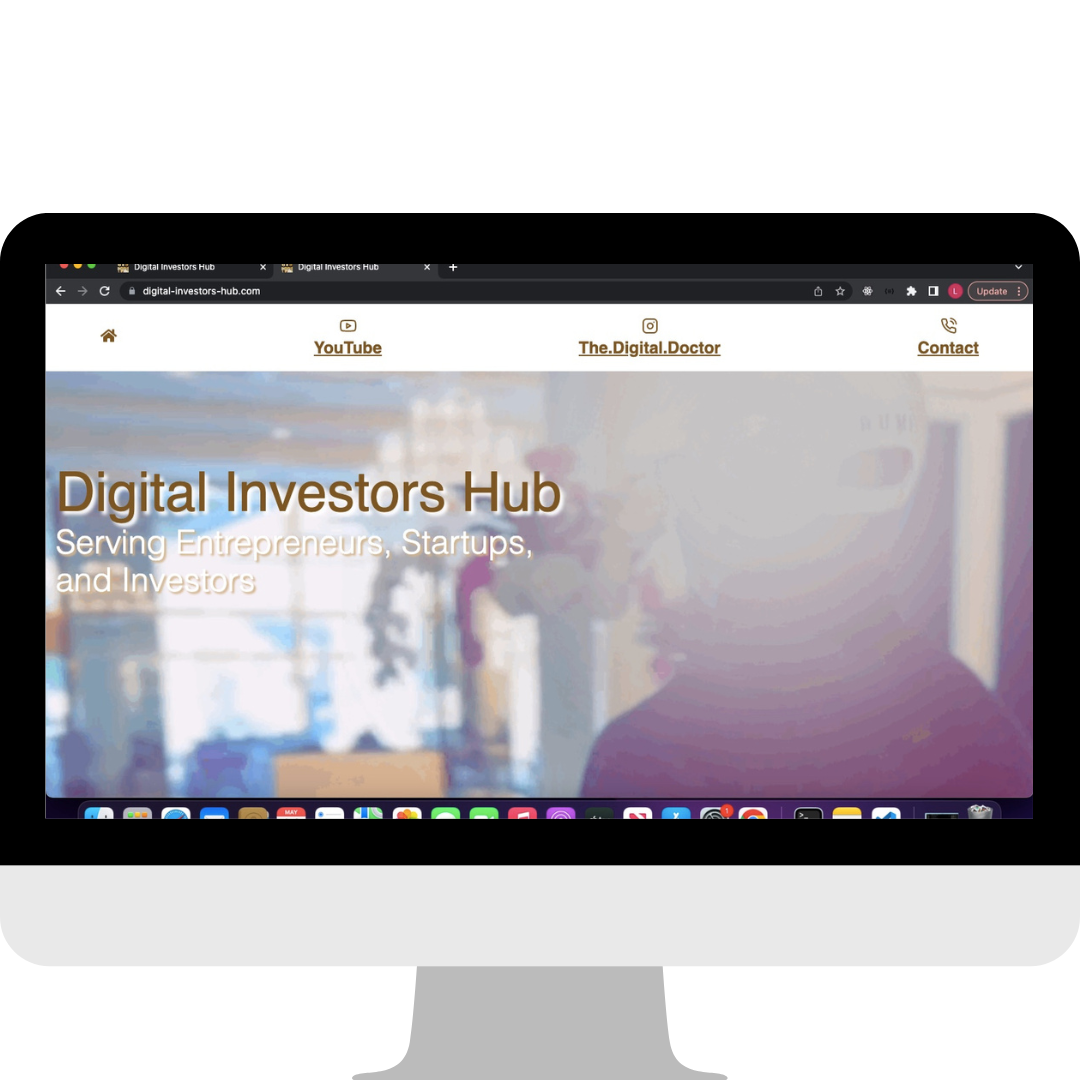 Digital Investors Hub
Digital Investors Hub
digital-investors-hub.com
L
Update
YouTube
The.Digital.Doctor
Contact
Digital Investors Hub
Serving Entrepreneurs, Startups,
and Investors
MAY
1